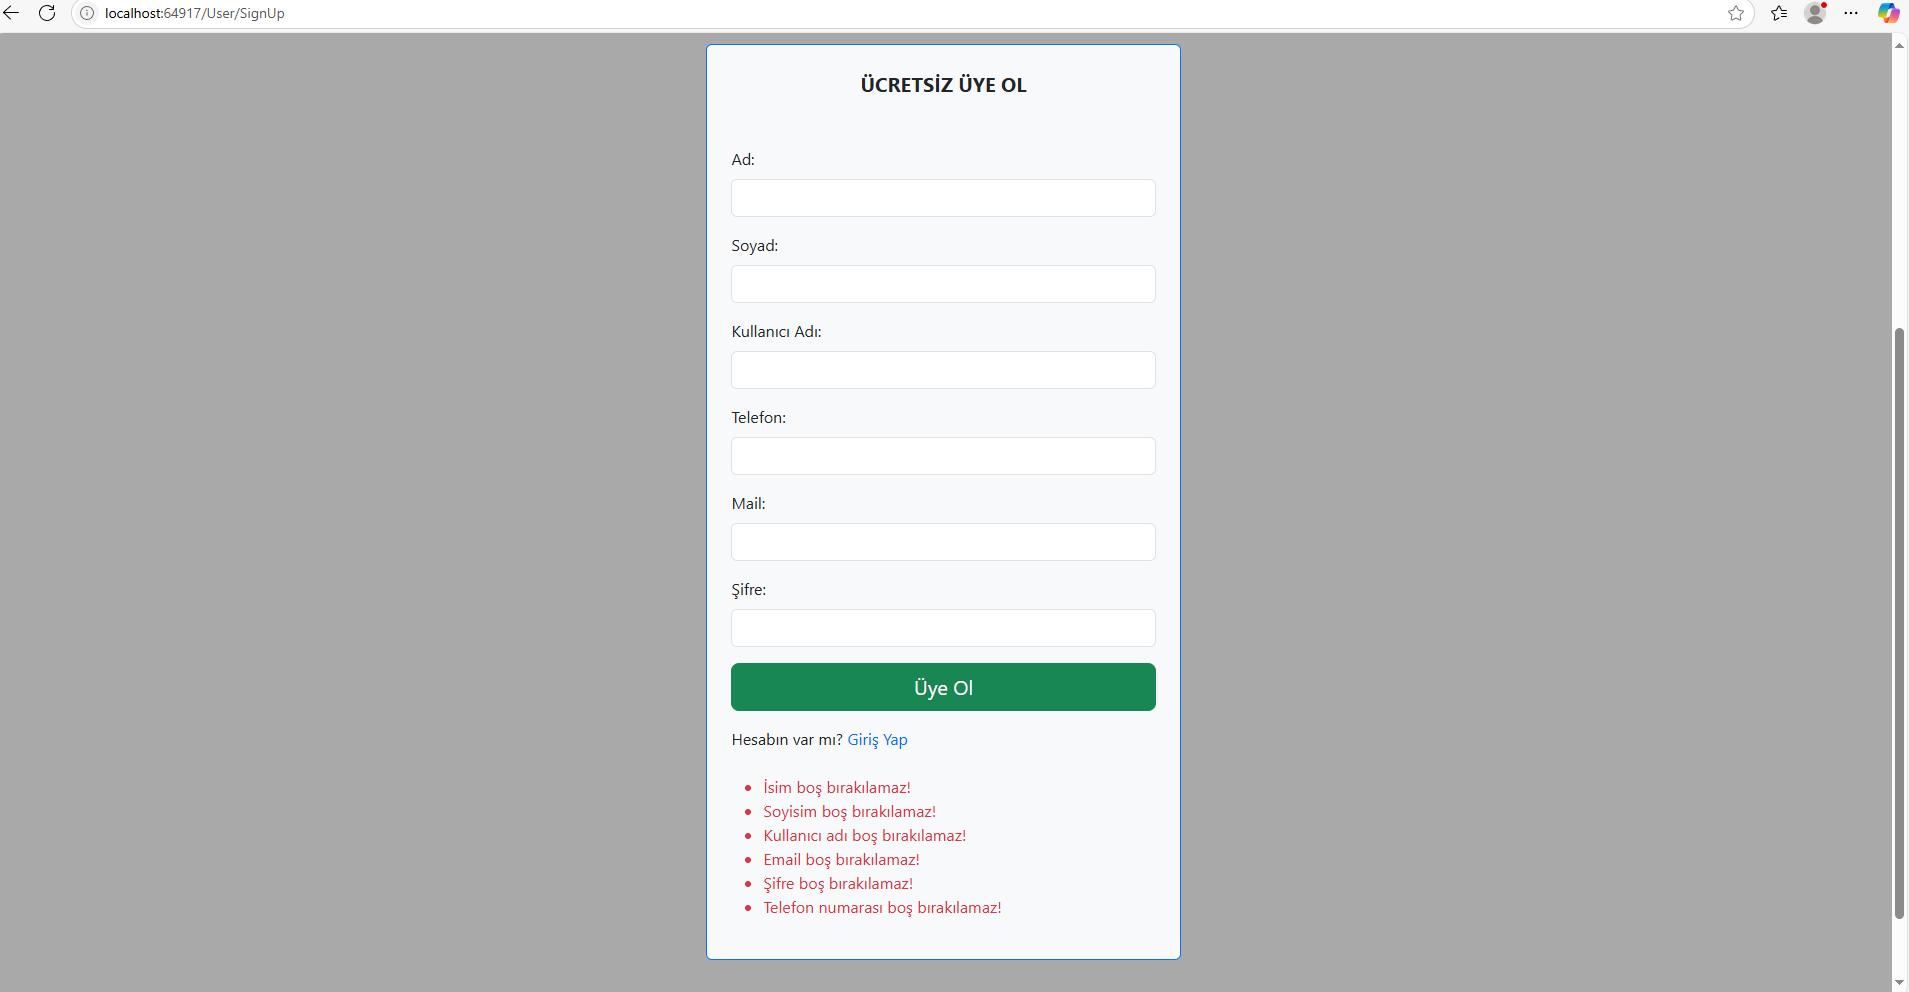 localhost:64917/User/SignUp
ÜCRETSİZ ÜYE OL
Ad:
Soyad:
Kullanıcı Adı:
Telefon:
Mail:
Şifre:
Üye Ol
Hesabın var mı? Giriş Yap
İsim boş bırakılamaz!
Soyisim boş bırakılamaz!
Kullanıcı adı boş bırakılamaz!
Email boş bırakılamaz!
Şifre boş bırakılamaz!
Telefon numarası boş bırakılamaz!